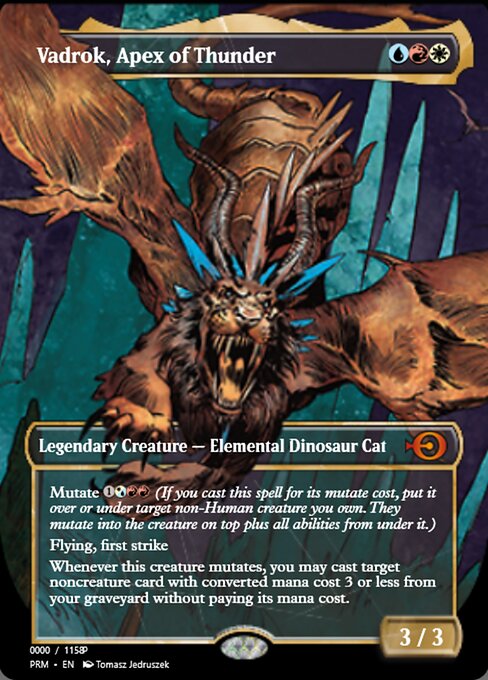 Vadrok, Apex of Thunder
Legendary Creature — Elemental Dinosaur Cat
Mutate 1 (If you cast this spell for its mutate cost, put it
over or under target non-Human creature you own. They
mutate into the creature on top plus all abilities from under it.)
Flying, first strike
Whenever this creature mutates, you may cast target
noncreature card with converted mana cost 3 or less from
your graveyard without paying its mana cost.
3/3
0000 / 1158P
PRM • EN Tomasz Jedruszek